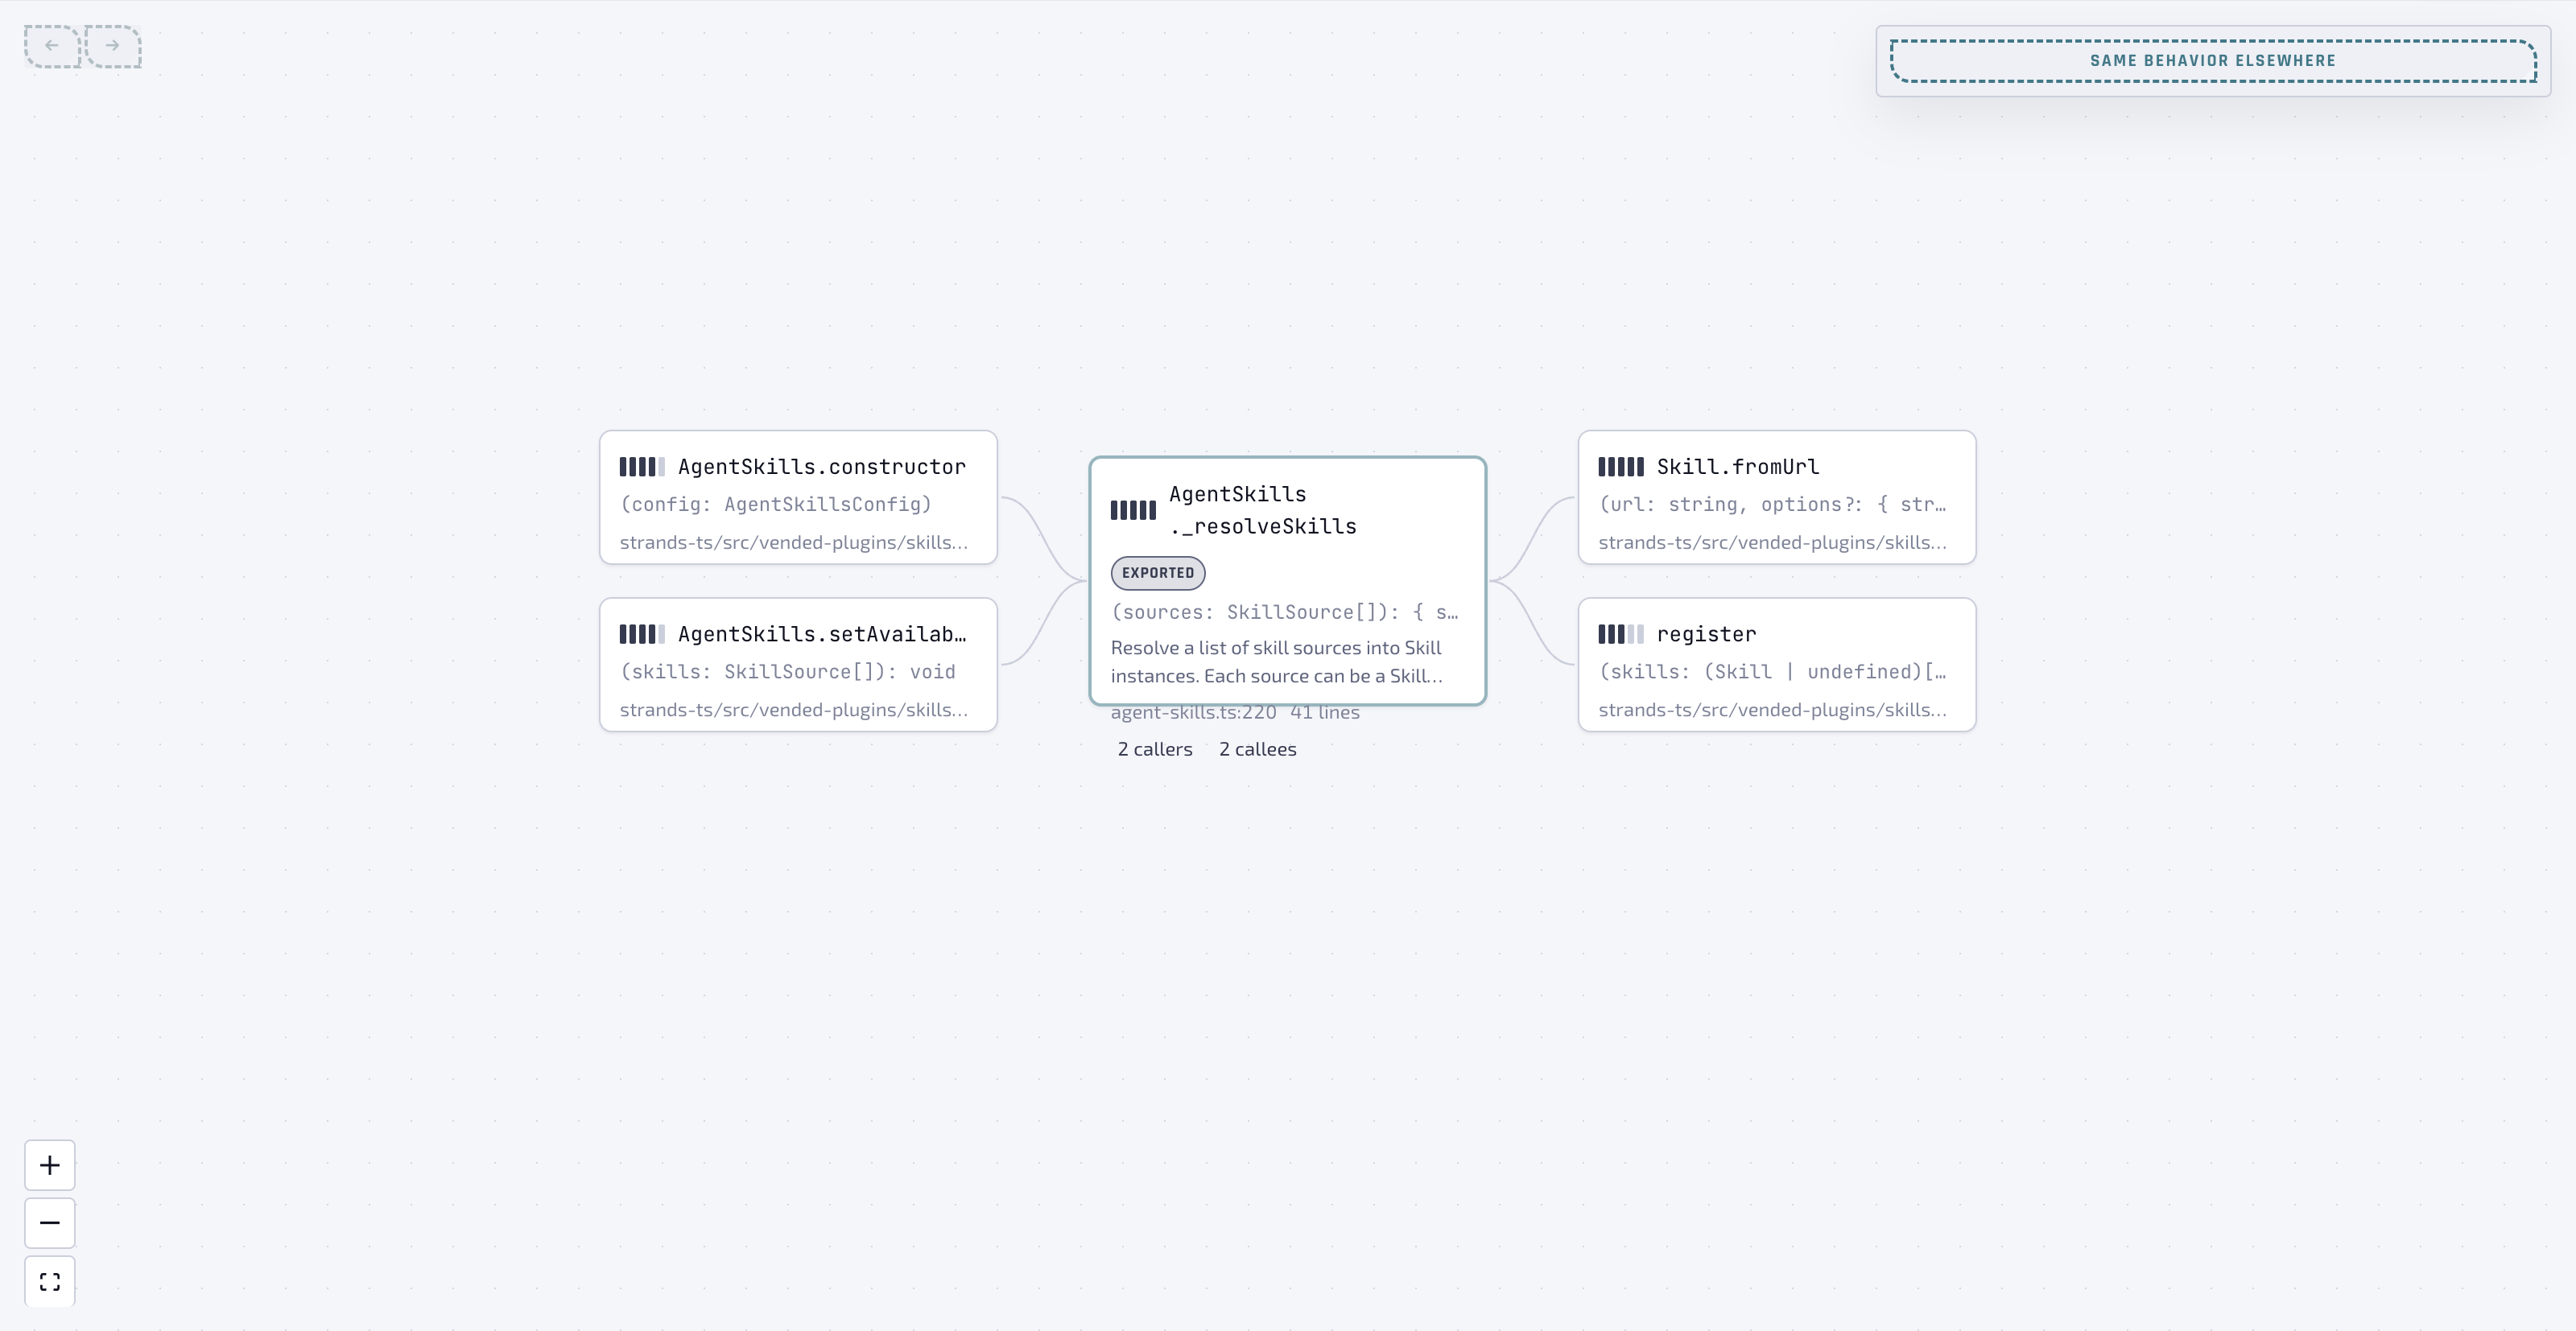 SAME BEHAVIOR ELSEWHERE
AgentSkills.constructor
(config: AgentSkillsConfig)
strands-ts/src/vended-plugins/skills…
AgentSkills.setAvailab…
(skills: SkillSource[]): void
strands-ts/src/vended-plugins/skills…
AgentSkills
._resolveSkills
EXPORTED
(sources: SkillSource[]): { s…
Resolve a list of skill sources into Skill
instances. Each source can be a Skill…
agent-skills.ts:220 41 lines
2 callers 2 callees
Skill.fromUrl
(url: string, options?: { str…
strands-ts/src/vended-plugins/skills…
register
(skills: (Skill | undefined)[…
strands-ts/src/vended-plugins/skills…